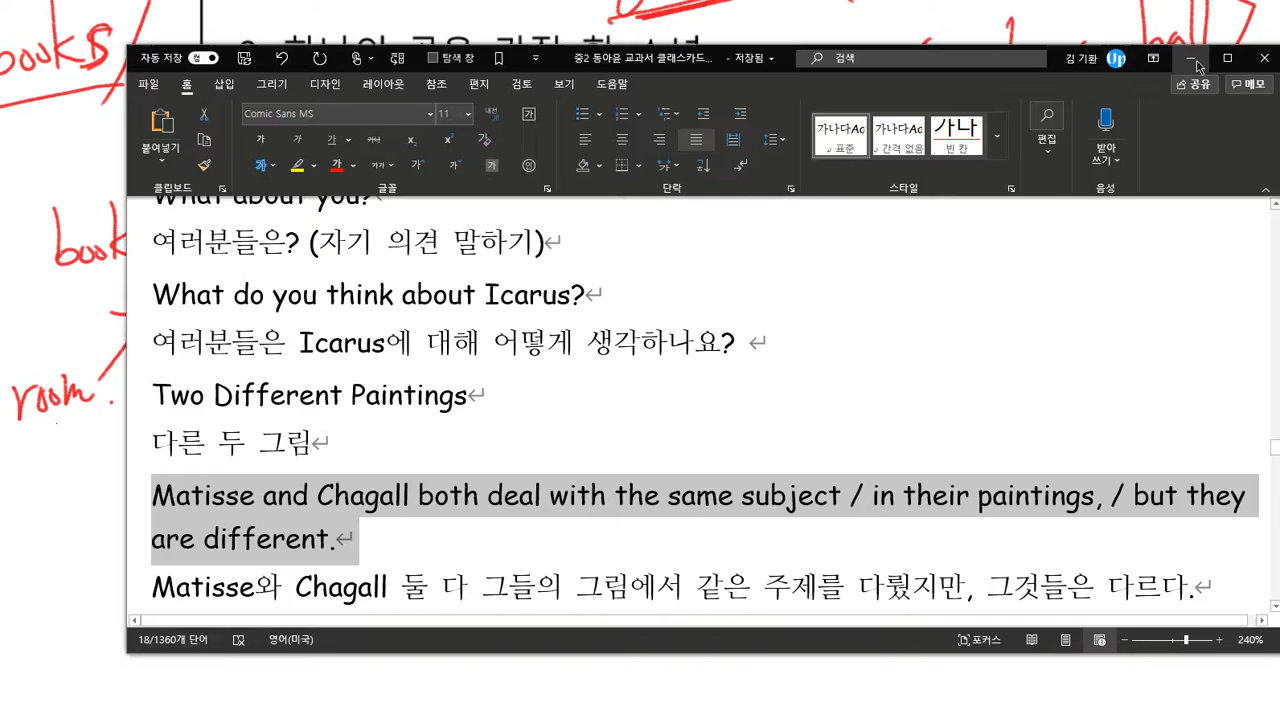 books
자동 저장 컴 탐색 창 중2 동아윤 교과서 클래스카드... - 저장됨 검색 김 기환 Up
파일 홈 삽입 그리기 디자인 레이아웃 참조 편지 검토 보기 도움말 공유 메모
Comic Sans MS 11
붙여넣기 가나다Aa 가나다Aa 가나 편집 받아쓰기
표준 간격 없음 빈 칸
클립보드 글꼴 단락 스타일 음성
What about you?
여러분들은? (자기 의견 말하기)
book
What do you think about Icarus?
여러분들은 Icarus에 대해 어떻게 생각하나요?
room
Two Different Paintings
다른 두 그림
Matisse and Chagall both deal with the same subject / in their paintings, / but they
are different.
Matisse와 Chagall 둘 다 그들의 그림에서 같은 주제를 다뤘지만, 그것들은 다르다.
18/1360개 단어 영어(미국) 포커스 240%